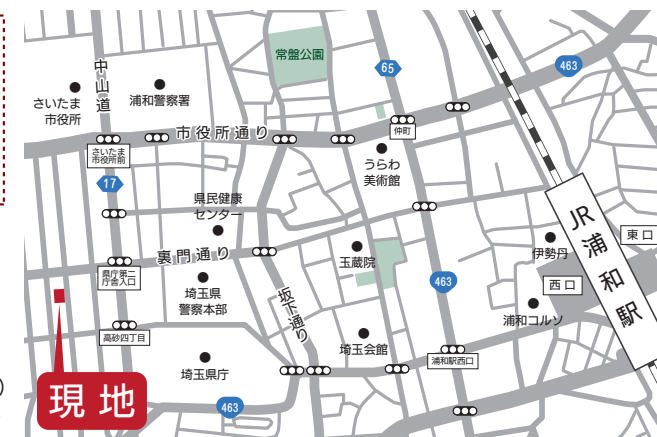 常盤公園
65
463
中山道
さいたま
市役所
浦和警察署
市役所通り
仲町
さいたま
市役所前
うらわ
美術館
17
県民健康
センター
JR浦和駅
東口
裏門通り
伊勢丹
玉蔵院
県庁第二
庁舎入口
463
西口
埼玉県
警察本部
坂下通り
浦和コルソ
高砂四丁目
埼玉会館
浦和駅西口
埼玉県庁
現地
463
)